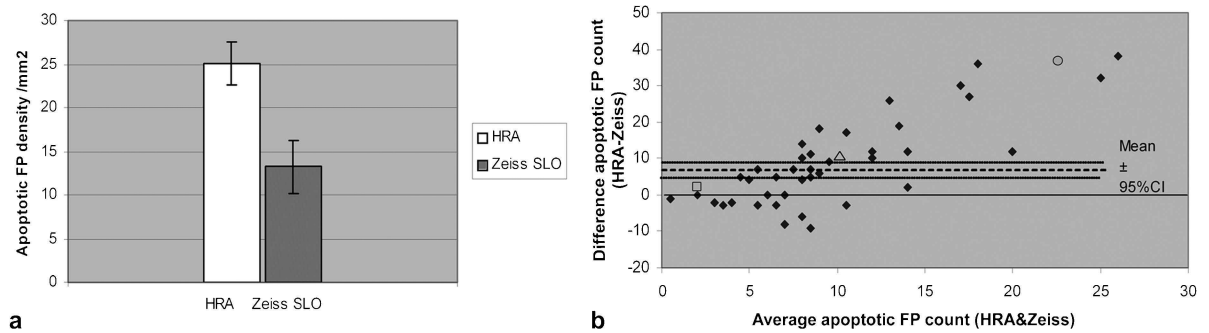 30
25
20
15
10
5
0
Apoptotic FP density /mm2
HRA Zeiss SLO
HRA
Zeiss SLO
a
50
40
30
20
10
0
-10
-20
Difference apoptotic FP count
(HRA-Zeiss)
Mean
±
95%CI
0 5 10 15 20 25 30
Average apoptotic FP count (HRA&Zeiss)
b